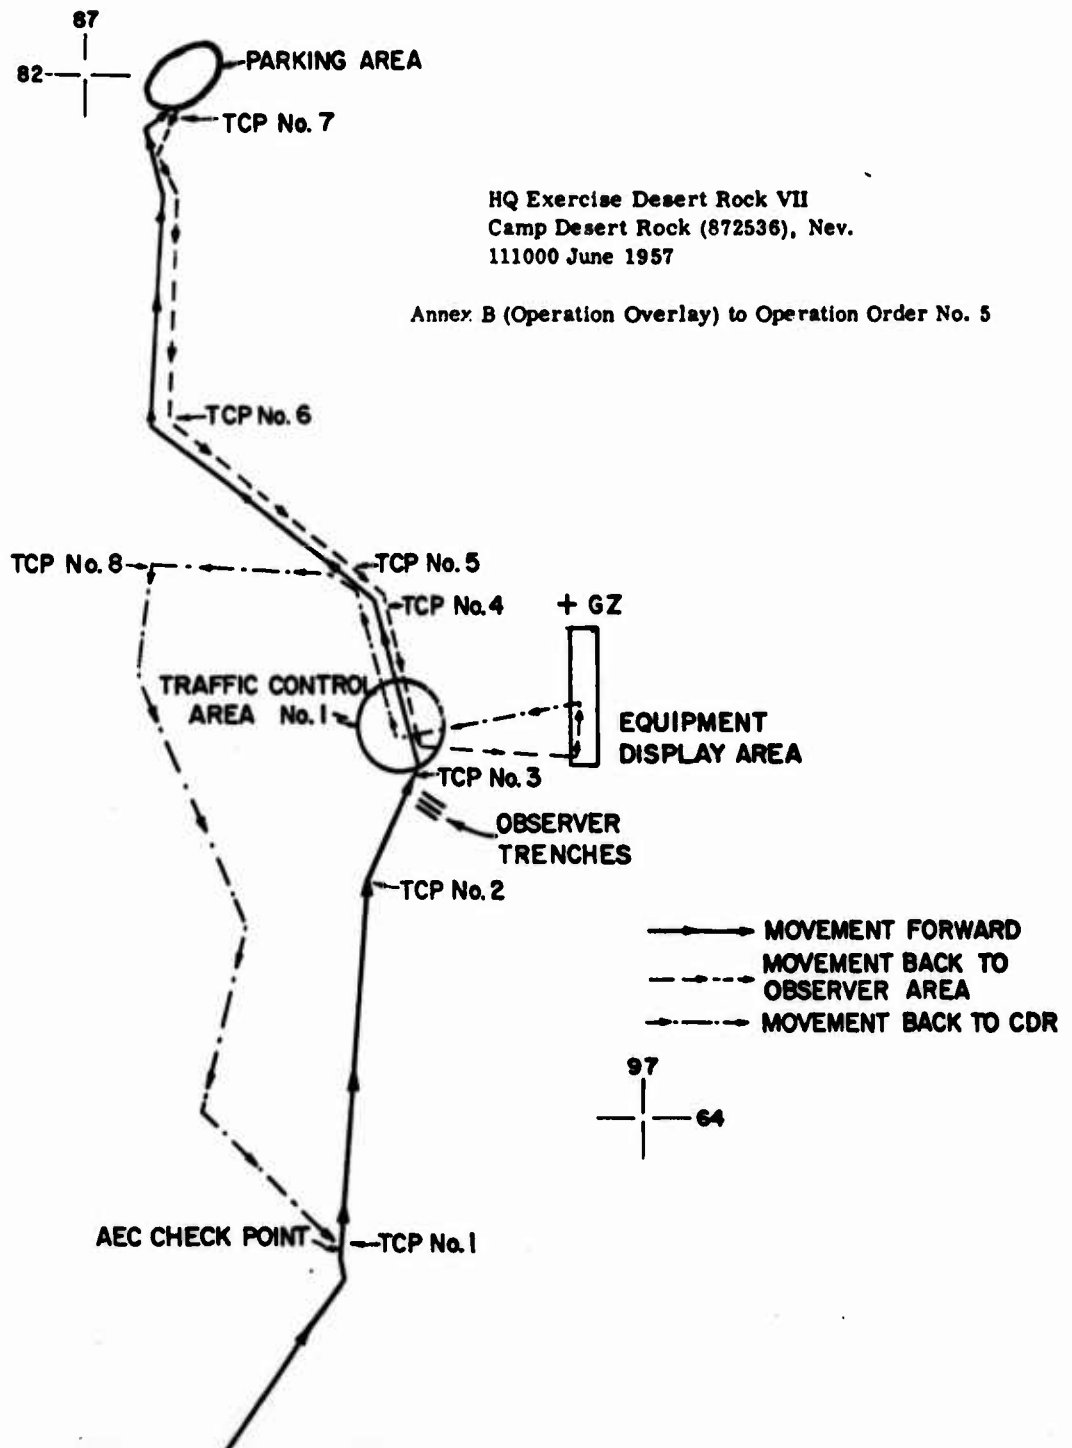 87
82
PARKING AREA
TCP No. 7
HQ Exercise Desert Rock VII
Camp Desert Rock (872536), Nev.
111000 June 1957
Annex B (Operation Overlay) to Operation Order No. 5
TCP No. 6
TCP No. 8
TCP No. 5
TCP No. 4
+ GZ
TRAFFIC CONTROL
AREA No. 1
EQUIPMENT
DISPLAY AREA
TCP No. 3
OBSERVER
TRENCHES
TCP No. 2
MOVEMENT FORWARD
MOVEMENT BACK TO
OBSERVER AREA
MOVEMENT BACK TO CDR
97
64
AEC CHECK POINT
TCP No. 1